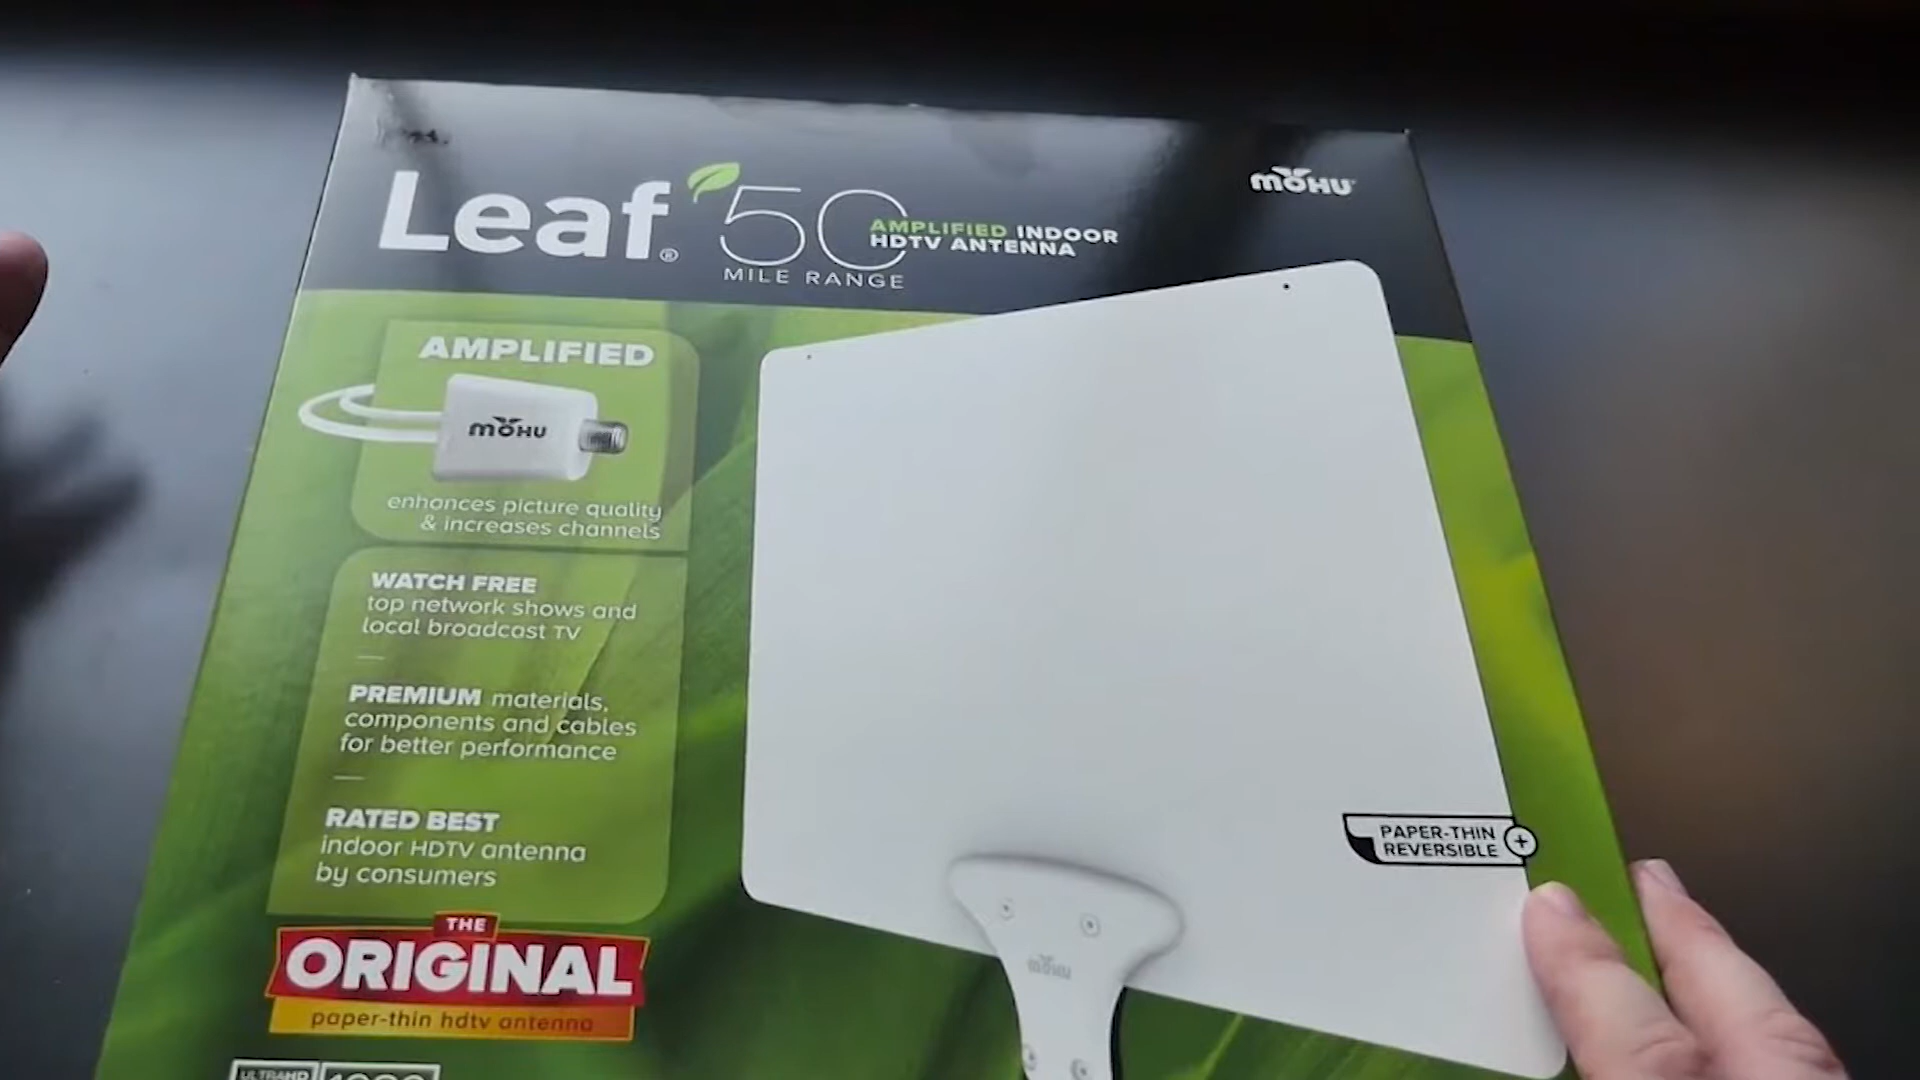 Leaf® 50
MILE RANGE
AMPLIFIED INDOOR
HDTV ANTENNA
MOHU
AMPLIFIED
MOHU
enhances picture quality
& increases channels
WATCH FREE
top network shows and
local broadcast TV
PREMIUM materials,
components and cables
for better performance
RATED BEST
indoor HDTV antenna
by consumers
PAPER-THIN
REVERSIBLE
MOHU
THE
ORIGINAL
paper-thin hdtv antenna
ULTRAHD